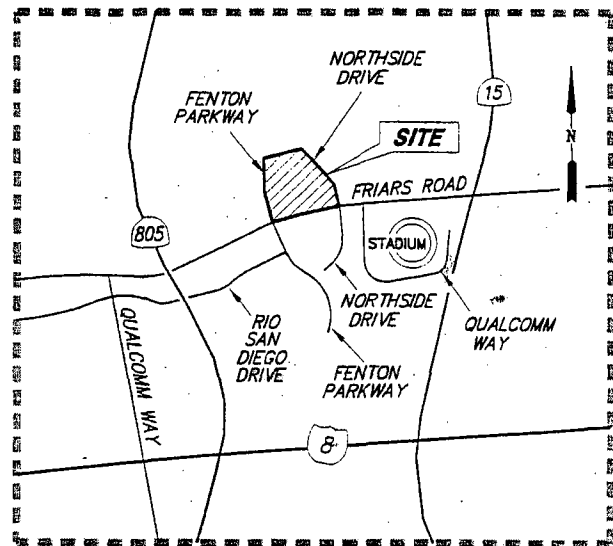 NORTHSIDE
DRIVE
FENTON
PARKWAY
15
SITE
N
FRIARS ROAD
805
STADIUM
NORTHSIDE
DRIVE
QUALCOMM
WAY
RIO
SAN
DIEGO
DRIVE
FENTON
PARKWAY
QUALCOMM WAY
8